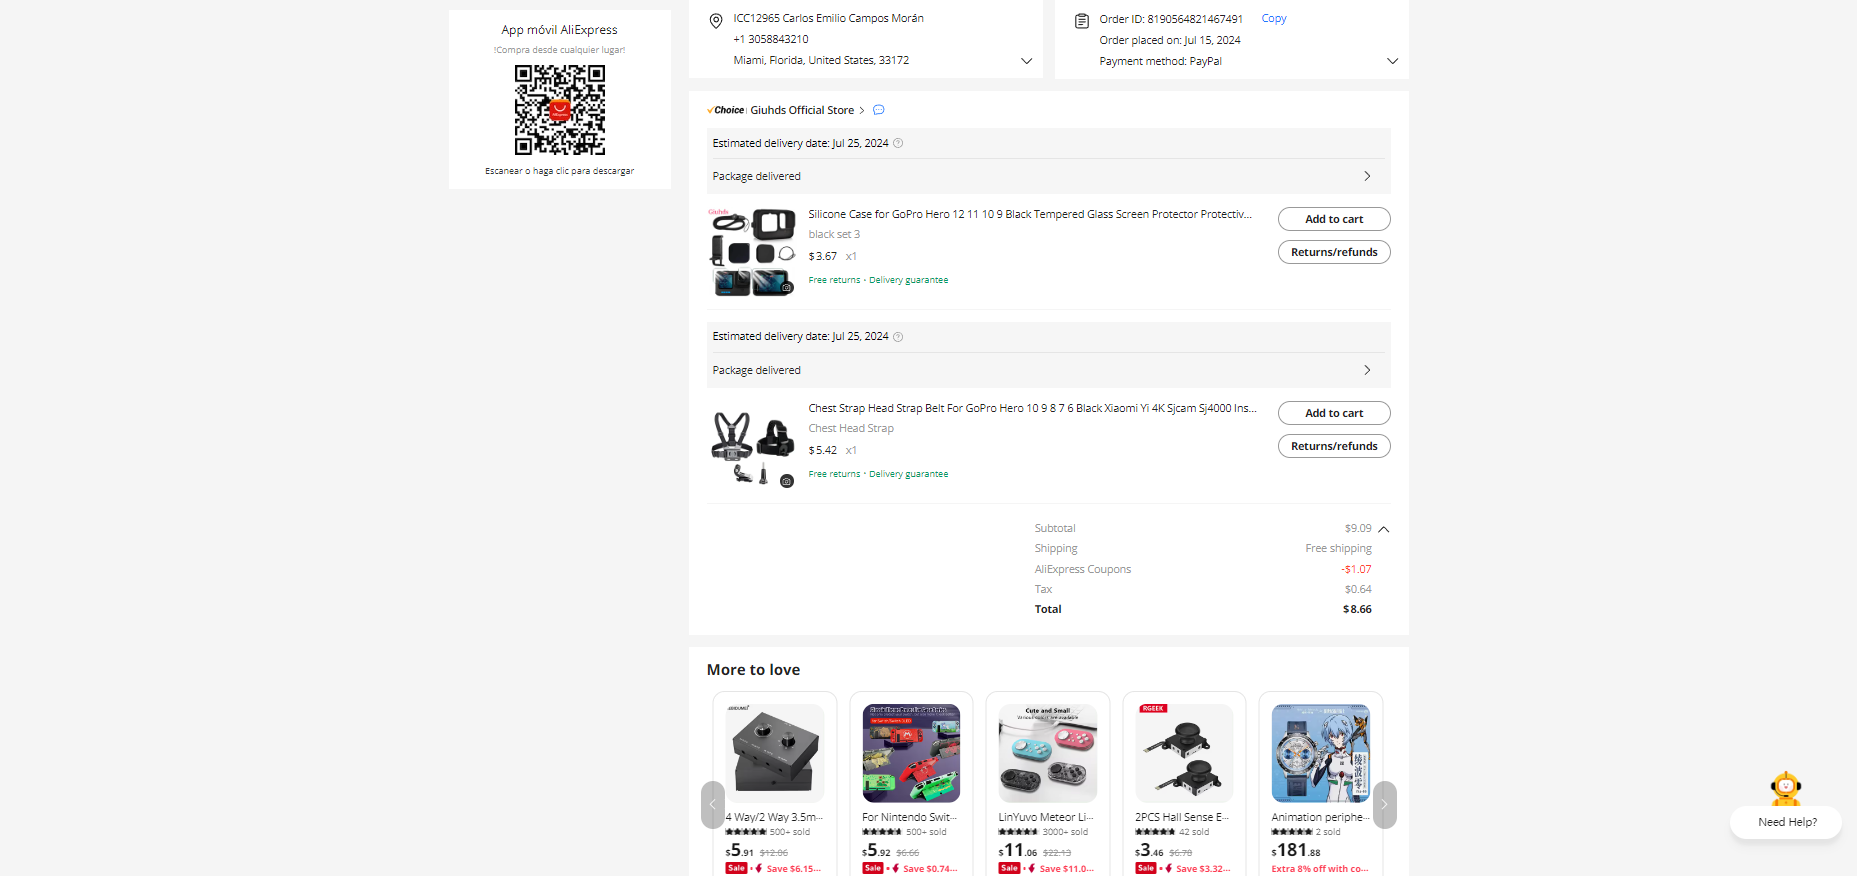 App móvil AliExpress
!Compra desde cualquier lugar!
Escanear o haga clic para descargar
ICC12965 Carlos Emilio Campos Morán
+1 3058843210
Miami, Florida, United States, 33172
Order ID: 8190564821467491 Copy
Order placed on: Jul 15, 2024
Payment method: PayPal
Choice Giuhds Official Store
Estimated delivery date: Jul 25, 2024
Package delivered
Giuhds
Silicone Case for GoPro Hero 12 11 10 9 Black Tempered Glass Screen Protector Protectiv...
black set 3
$3.67 x1
Free returns · Delivery guarantee
Add to cart
Returns/refunds
Estimated delivery date: Jul 25, 2024
Package delivered
Chest Strap Head Strap Belt For GoPro Hero 10 9 8 7 6 Black Xiaomi Yi 4K Sjcam Sj4000 Ins...
Chest Head Strap
$5.42 x1
Free returns · Delivery guarantee
Add to cart
Returns/refunds
Subtotal $9.09
Shipping Free shipping
AliExpress Coupons -$1.07
Tax $0.64
Total $8.66
More to love
4 Way/2 Way 3.5m...
500+ sold
$5.91 $12.06
Sale Save $6.15...
For Nintendo Swit...
500+ sold
$5.92 $6.66
Sale Save $0.74...
Cute and Small
LinYuvo Meteor Li...
3000+ sold
$11.06 $22.13
Sale Save $11.0...
RGEEK
2PCS Hall Sense E...
42 sold
$3.46 $6.78
Sale Save $3.32...
綾波零
Animation periphe...
2 sold
$181.88
Extra 8% off with co...
Need Help?